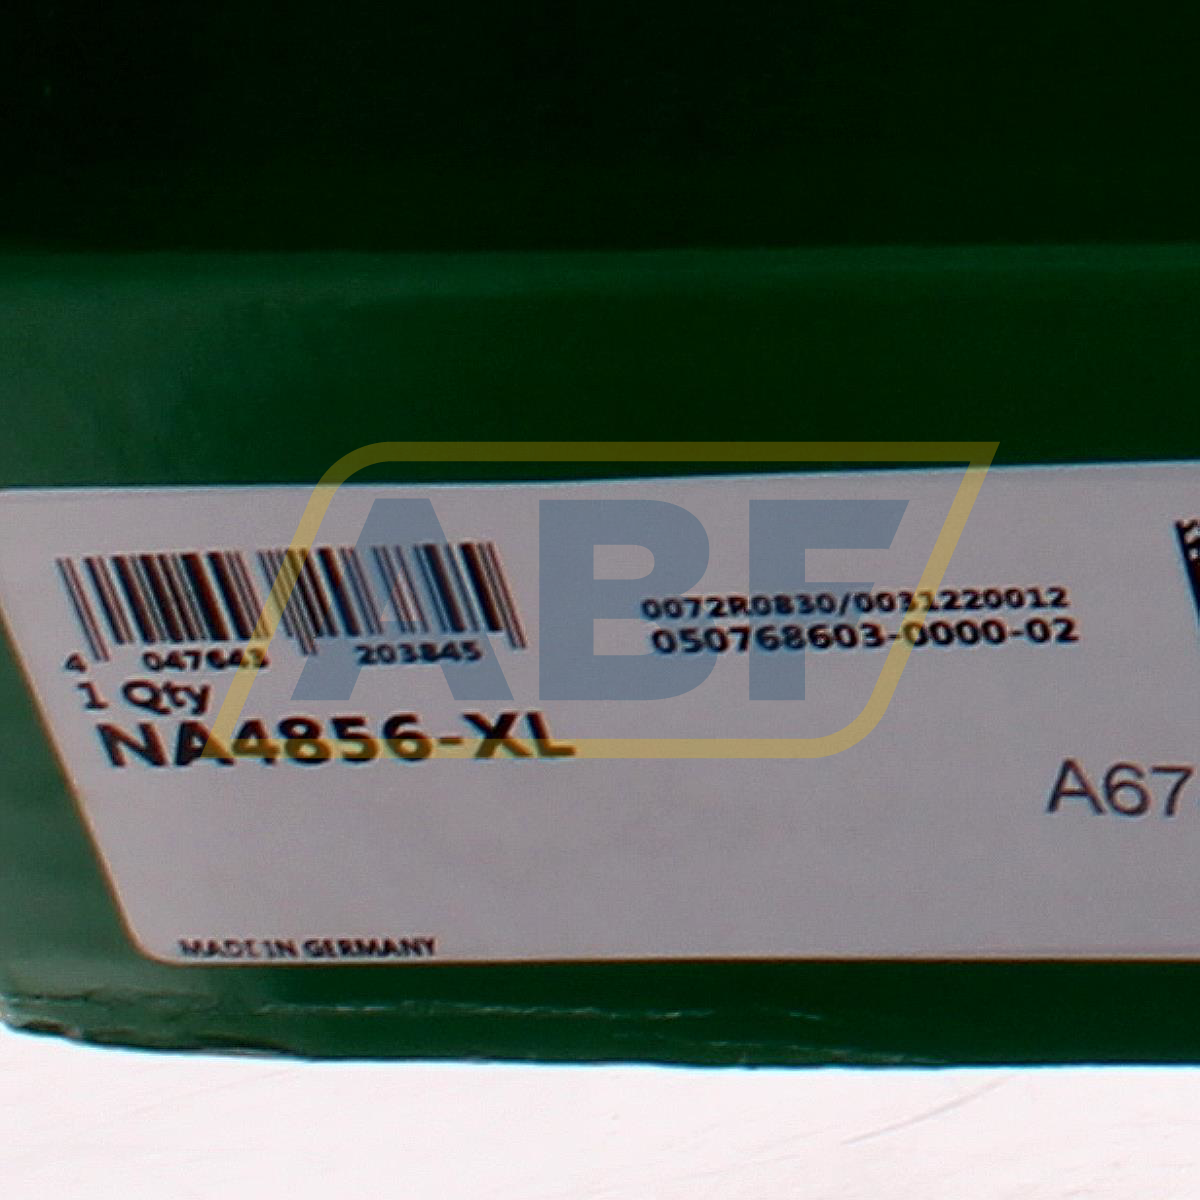 ABF
0072R0830/0031220012
050768603-0000-02
4 047643 203845
1 Qty
NA4856-XL
A67
MADE IN GERMANY